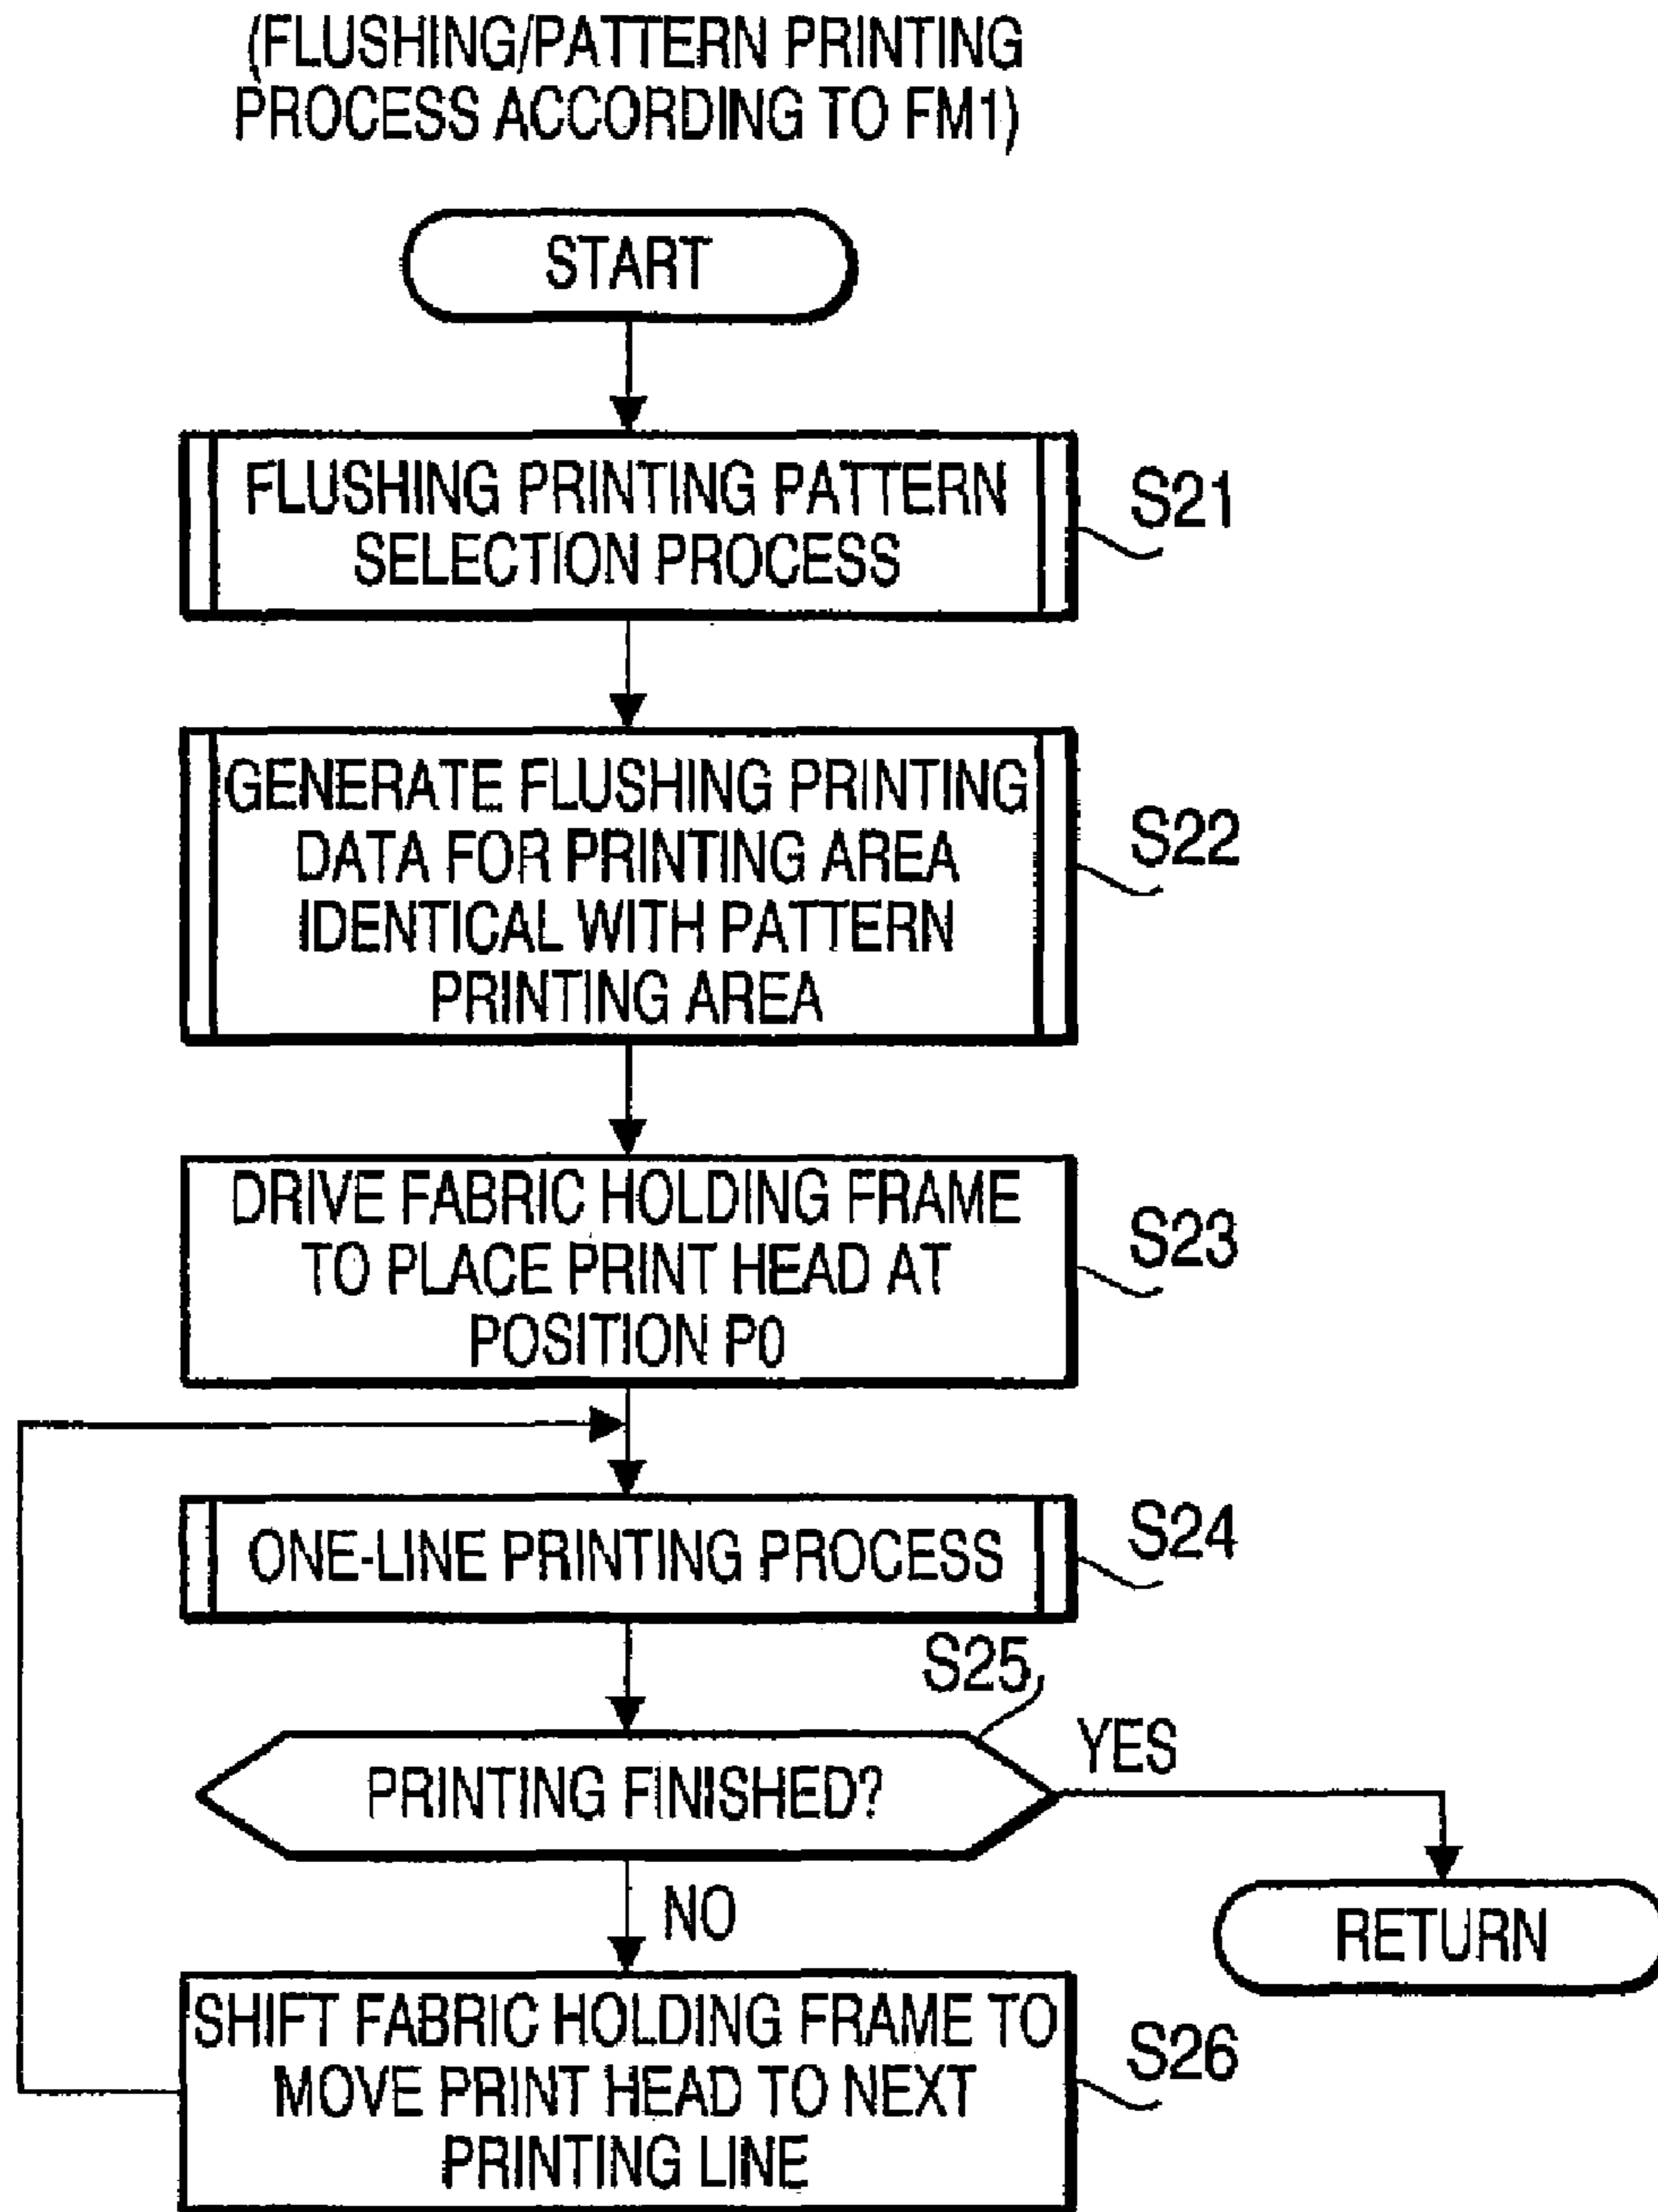 (FLUSHING/PATTERN PRINTING
PROCESS ACCORDING TO FM1)
START
FLUSHING PRINTING PATTERN
SELECTION PROCESS
S21
GENERATE FLUSHING PRINTING
DATA FOR PRINTING AREA
IDENTICAL WITH PATTERN
PRINTING AREA
S22
DRIVE FABRIC HOLDING FRAME
TO PLACE PRINT HEAD AT
POSITION P0
S23
ONE-LINE PRINTING PROCESS
S24
S25
PRINTING FINISHED?
YES
NO
RETURN
SHIFT FABRIC HOLDING FRAME TO
MOVE PRINT HEAD TO NEXT
PRINTING LINE
S26